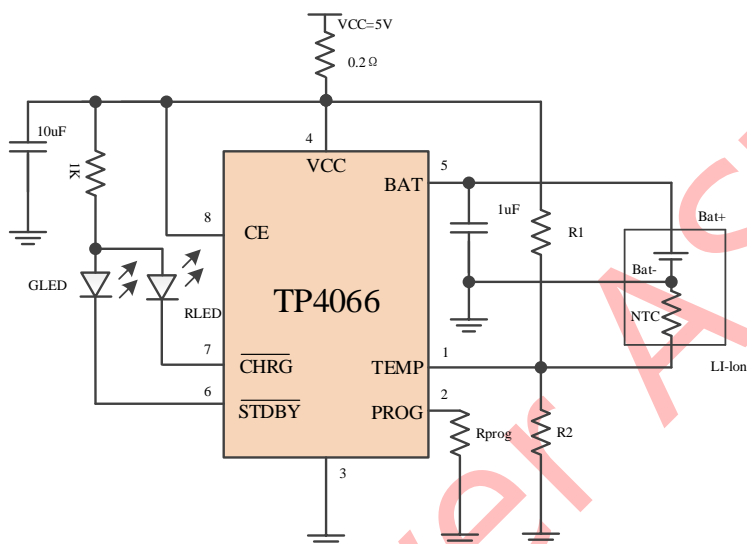 VCC=5V
0.2Ω
10uF
1K
4
VCC
5
BAT
8
CE
1uF
R1
Bat+
Bat-
GLED
RLED
TP4066
NTC
7
CHRG
TEMP
1
LI-lon
6
STDBY
PROG
2
Rprog
R2
3